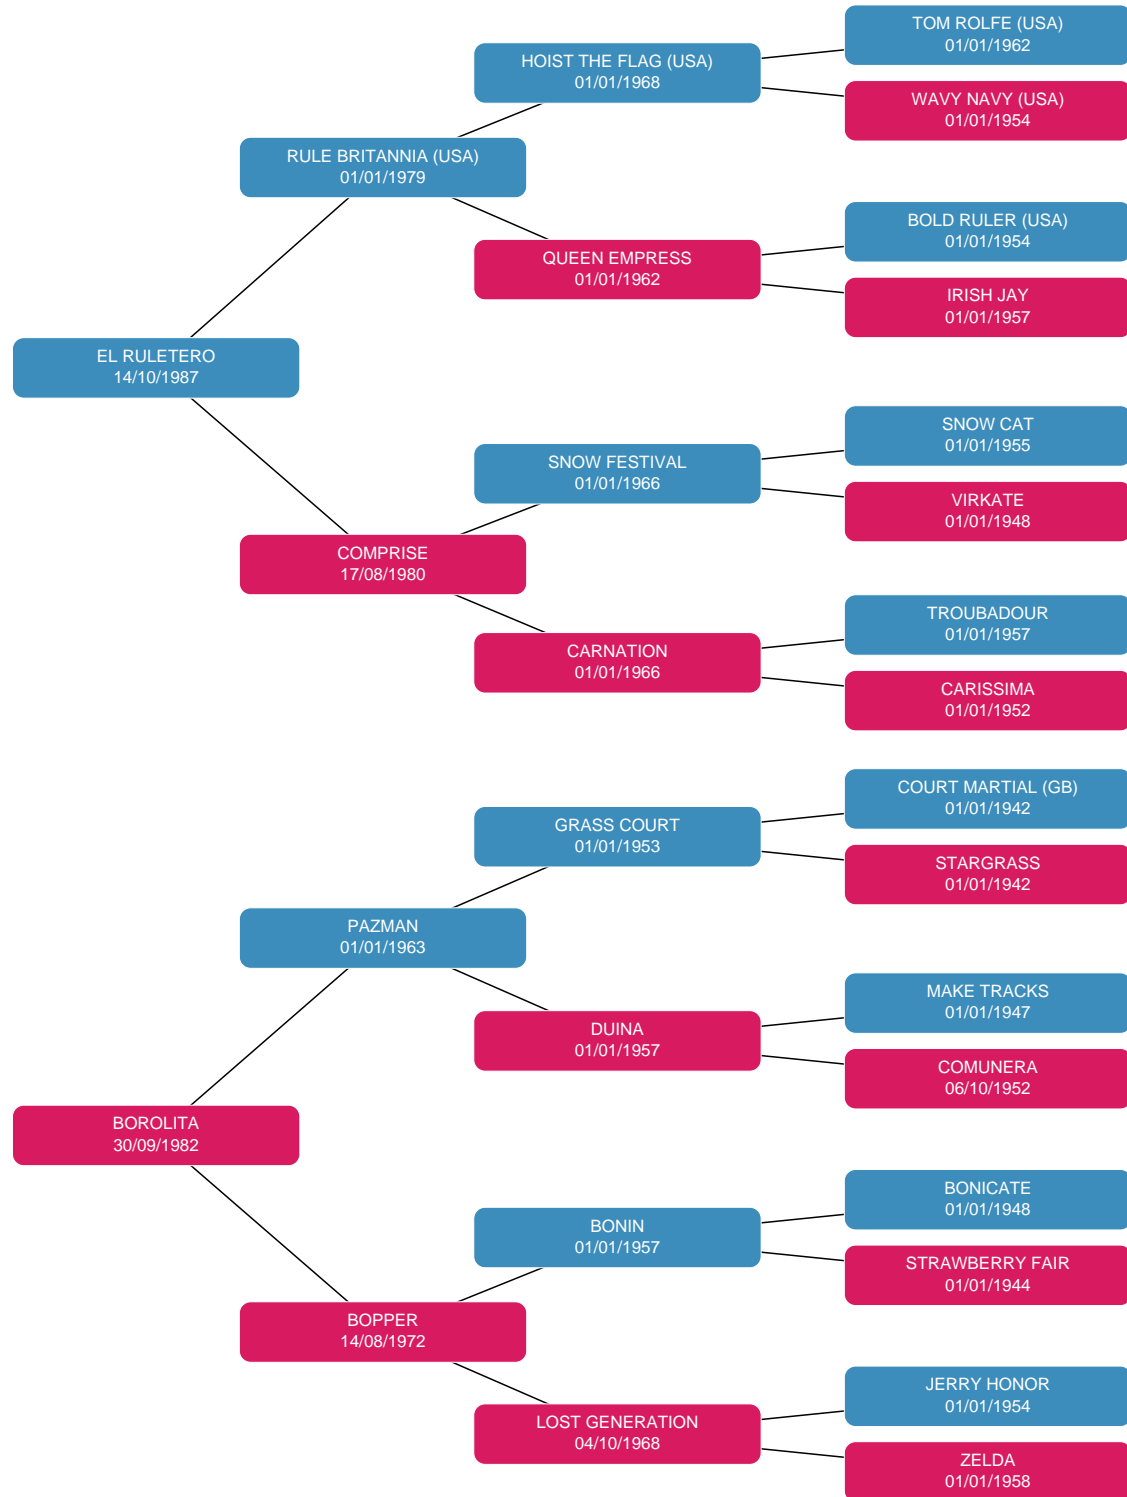 TOM ROLFE (USA)
01/01/1962
HOIST THE FLAG (USA)
01/01/1968
WAVY NAVY (USA)
01/01/1954
RULE BRITANNIA (USA)
01/01/1979
BOLD RULER (USA)
01/01/1954
QUEEN EMPRESS
01/01/1962
IRISH JAY
01/01/1957
EL RULETERO
14/10/1987
SNOW CAT
01/01/1955
SNOW FESTIVAL
01/01/1966
VIRKATE
01/01/1948
COMPRISE
17/08/1980
TROUBADOUR
01/01/1957
CARNATION
01/01/1966
CARISSIMA
01/01/1952
COURT MARTIAL (GB)
01/01/1942
GRASS COURT
01/01/1953
STARGRASS
01/01/1942
PAZMAN
01/01/1963
MAKE TRACKS
01/01/1947
DUINA
01/01/1957
COMUNERA
06/10/1952
BOROLITA
30/09/1982
BONICATE
01/01/1948
BONIN
01/01/1957
STRAWBERRY FAIR
01/01/1944
BOPPER
14/08/1972
JERRY HONOR
01/01/1954
LOST GENERATION
04/10/1968
ZELDA
01/01/1958